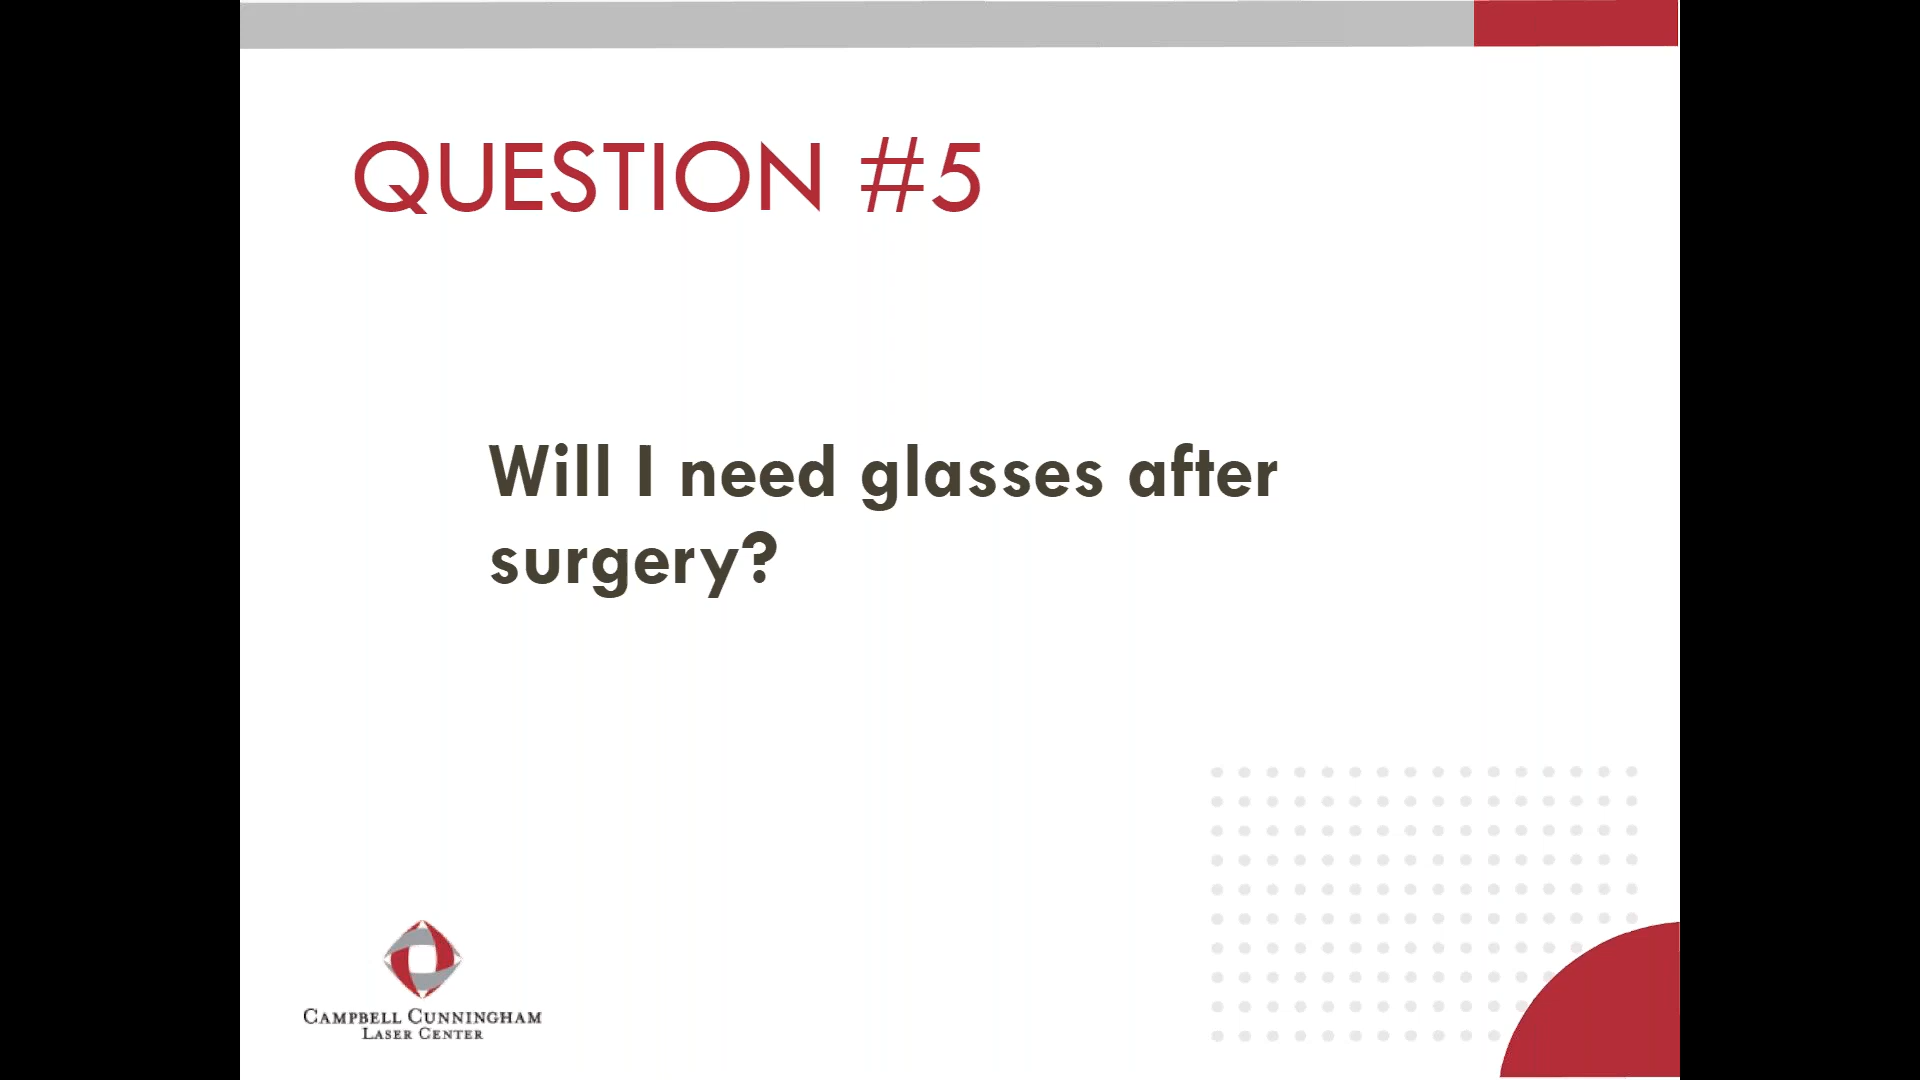 QUESTION #5
Will I need glasses after
surgery?
CAMPBELL CUNNINGHAM
LASER CENTER